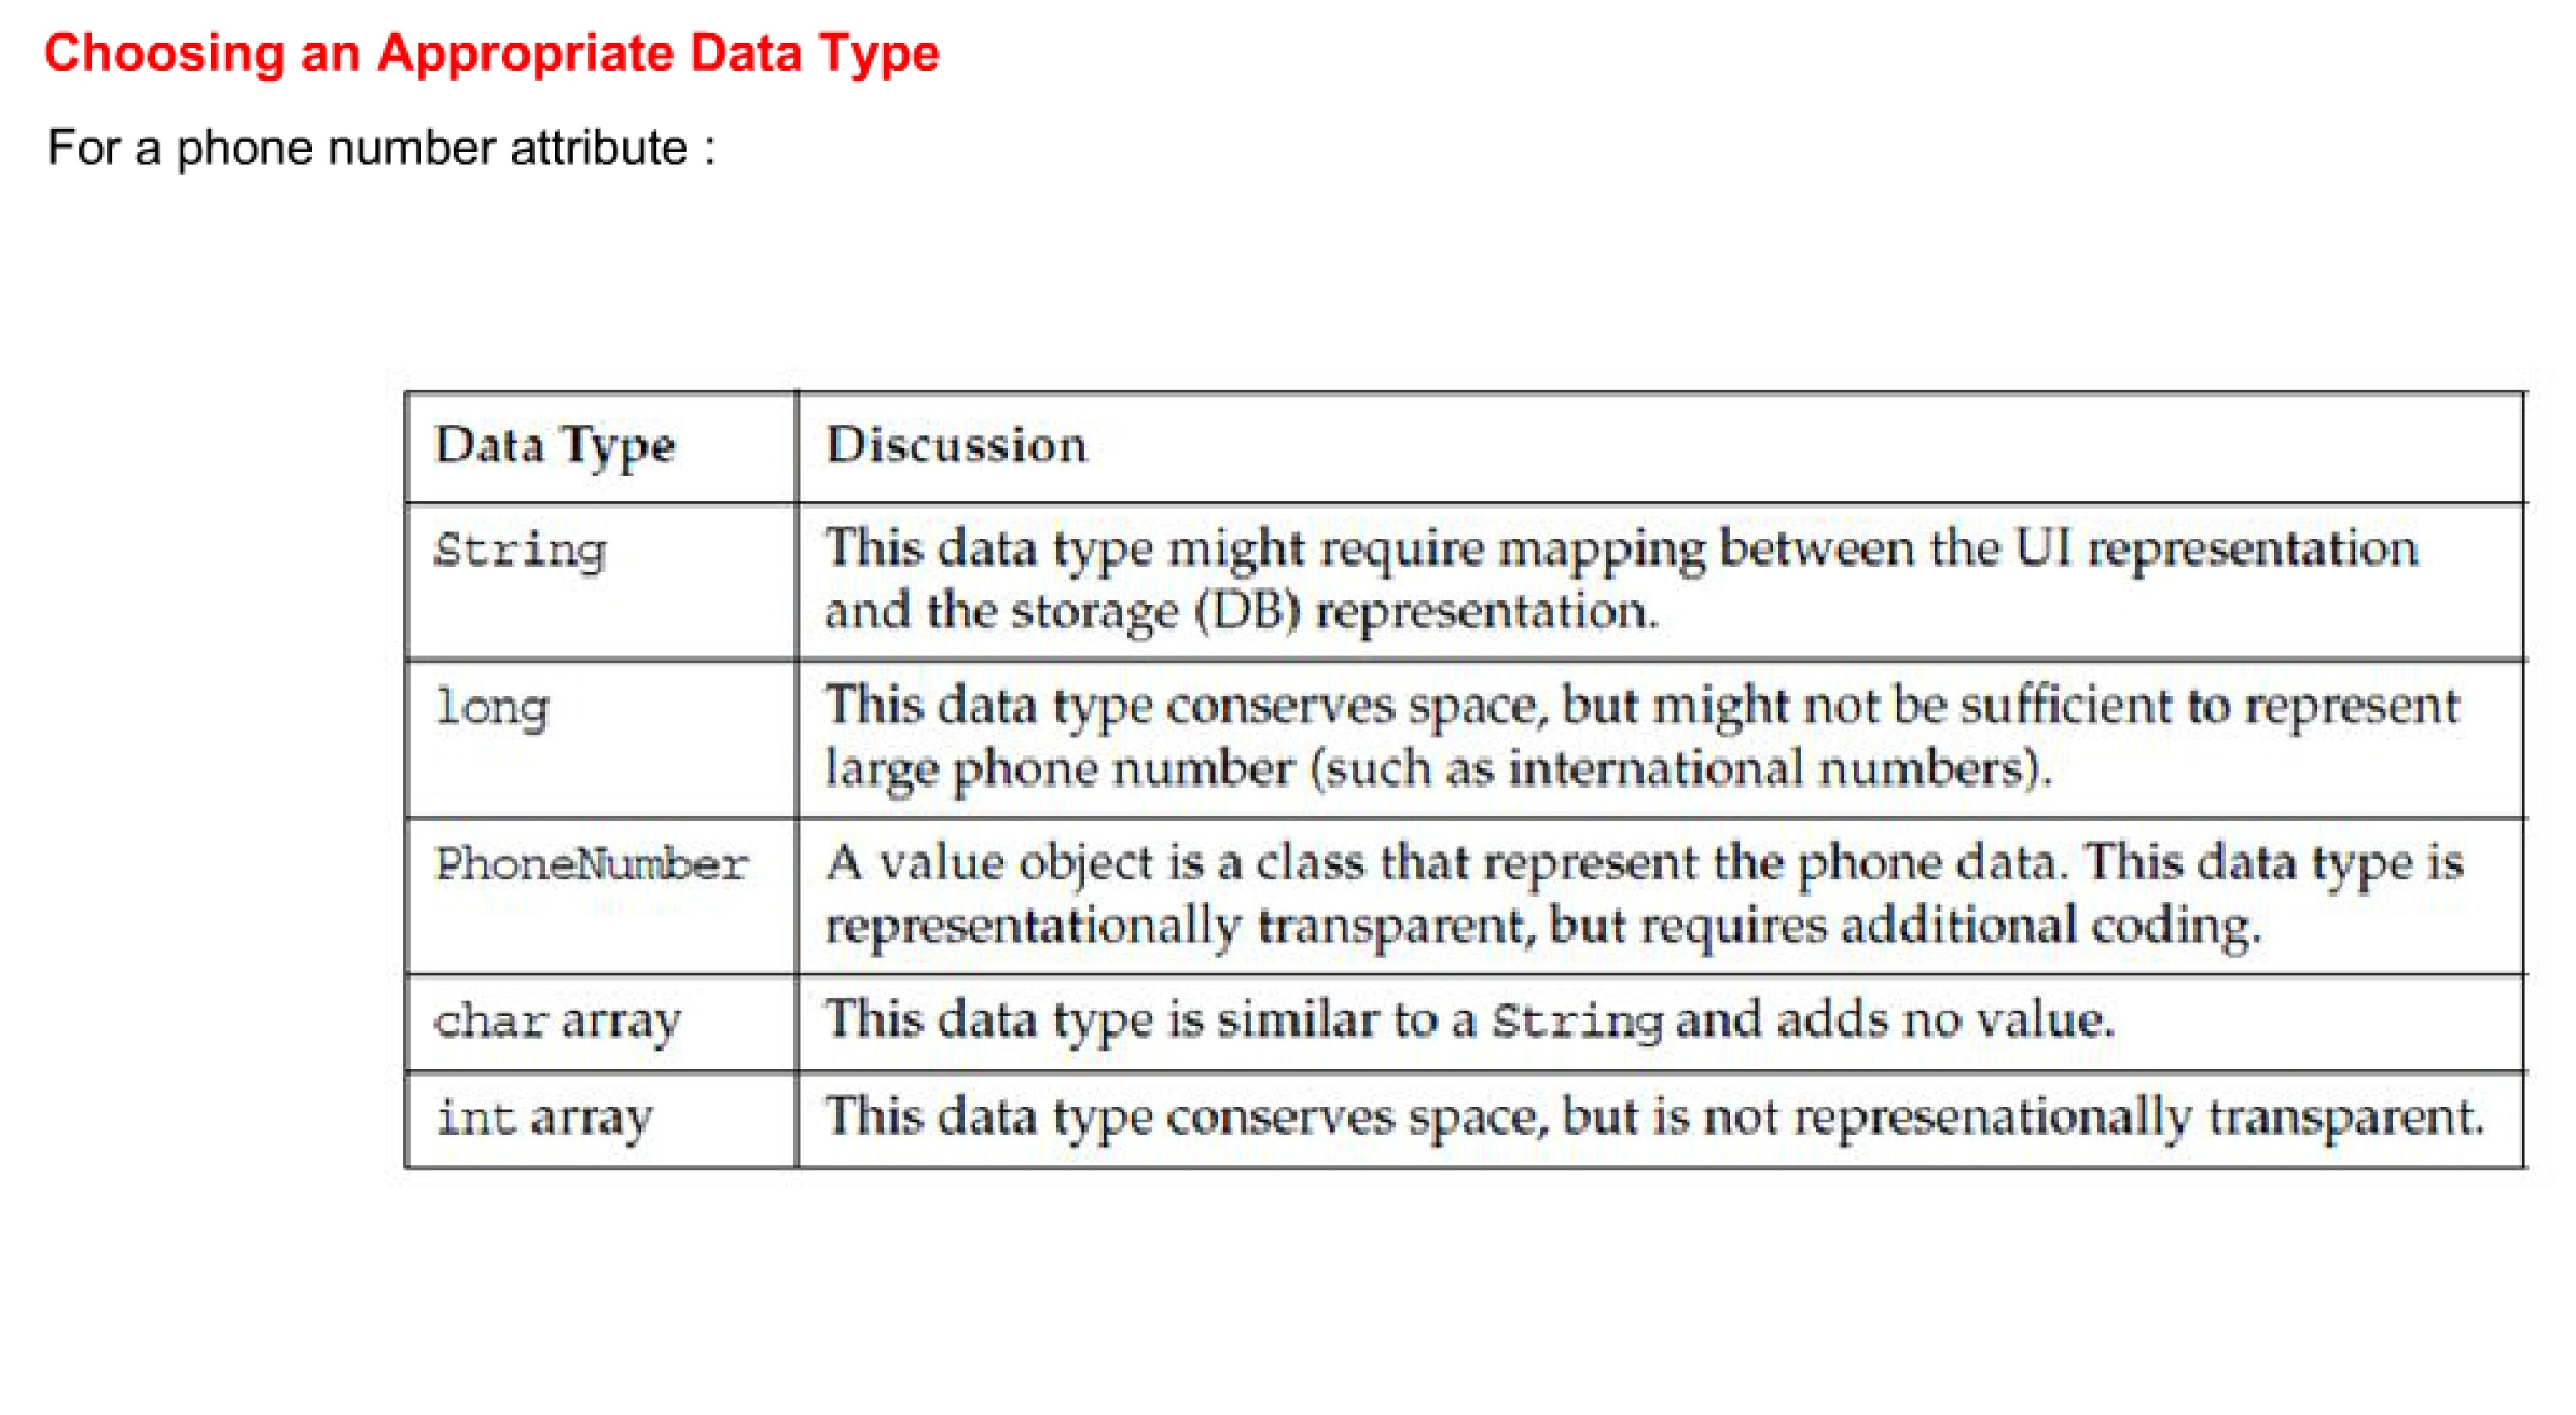 Choosing an Appropriate Data Type
For a phone number attribute :
Data Type Discussion
String This data type might require mapping between the UI representation
and the storage (DB) representation.
long This data type conserves space, but might not be sufficient to represent
large phone number (such as international numbers).
PhoneNumber A value object is a class that represent the phone data. This data type is
representationally transparent, but requires additional coding.
char array This data type is similar to a String and adds no value.
int array This data type conserves space, but is not represenationally transparent.